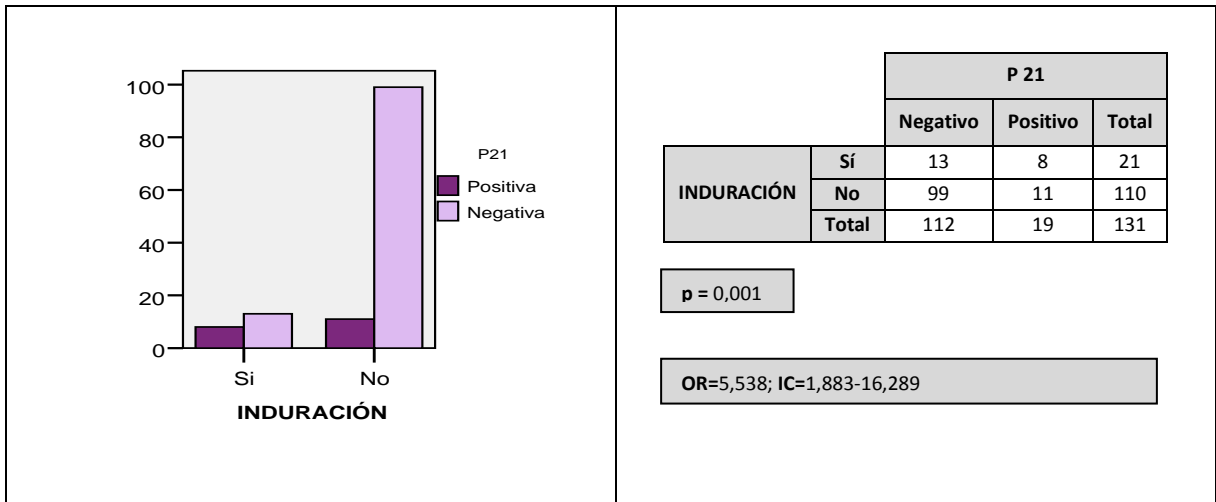 100
80
60
40
20
0
Si No
INDURACIÓN
P21
Positiva
Negativa
P 21
Negativo Positivo Total
INDURACIÓN Sí 13 8 21
No 99 11 110
Total 112 19 131
p = 0,001
OR=5,538; IC=1,883-16,289